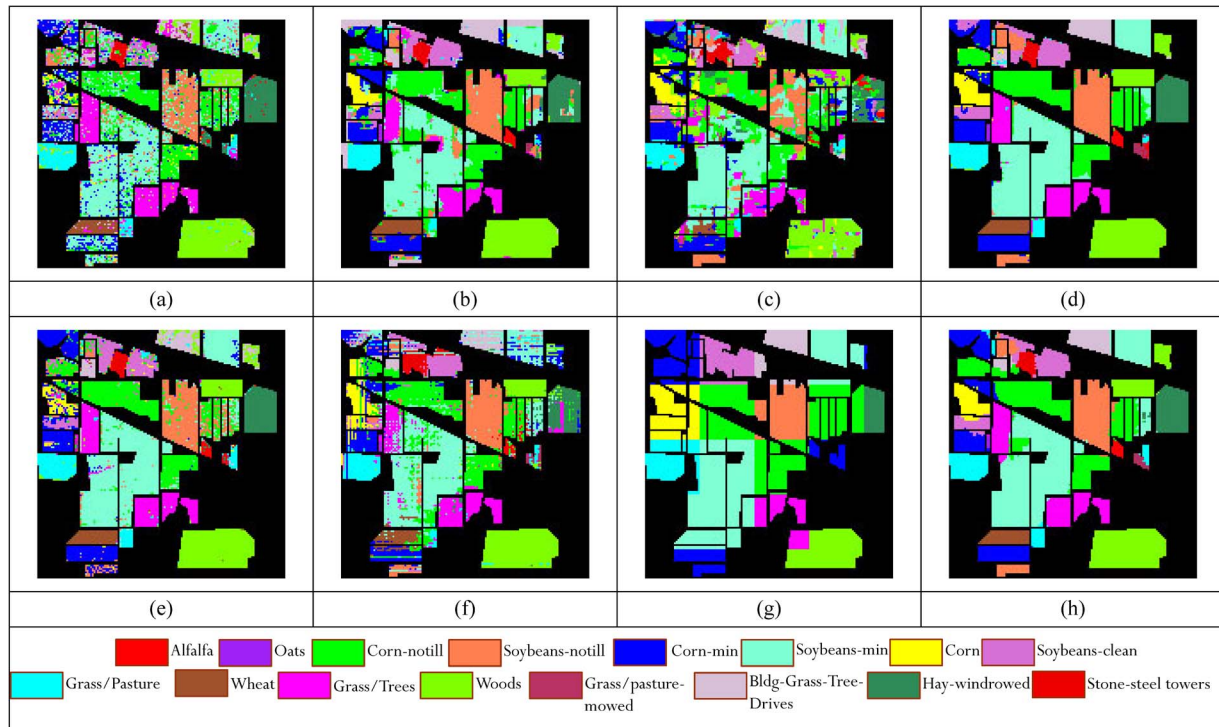 (a) (b) (c) (d)
(e) (f) (g) (h)
Alfalfa Oats Corn-notill Soybeans-notill Corn-min Soybeans-min Corn Soybeans-clean
Grass/Pasture Wheat Grass/Trees Woods Grass/pasture- Bldg-Grass-Tree- Hay-windrowed Stone-steel towers
mowed Drives